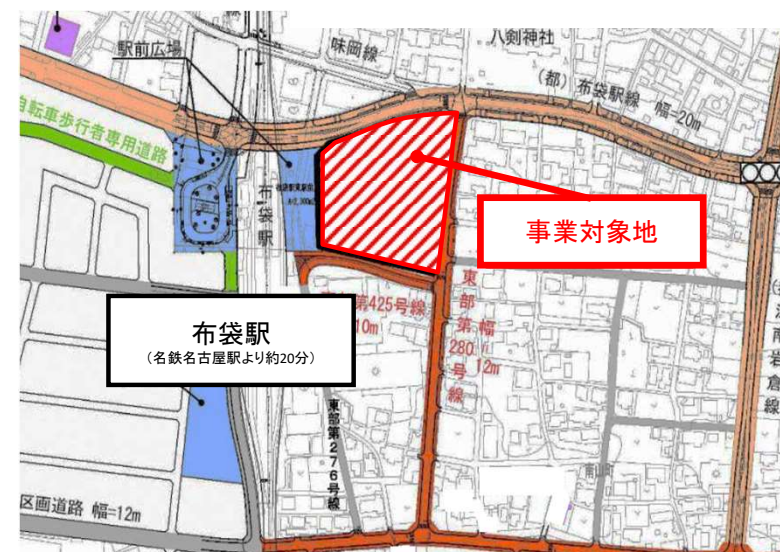 駅前広場
味岡線
八剣神社
(都)布袋駅線 幅=20m
自転車歩行者専用道路
布袋駅
事業対象地
第425号線
10m
東部第280号線
幅12m
布袋駅
(名鉄名古屋駅より約20分)
東部第276号線
区画道路 幅=12m